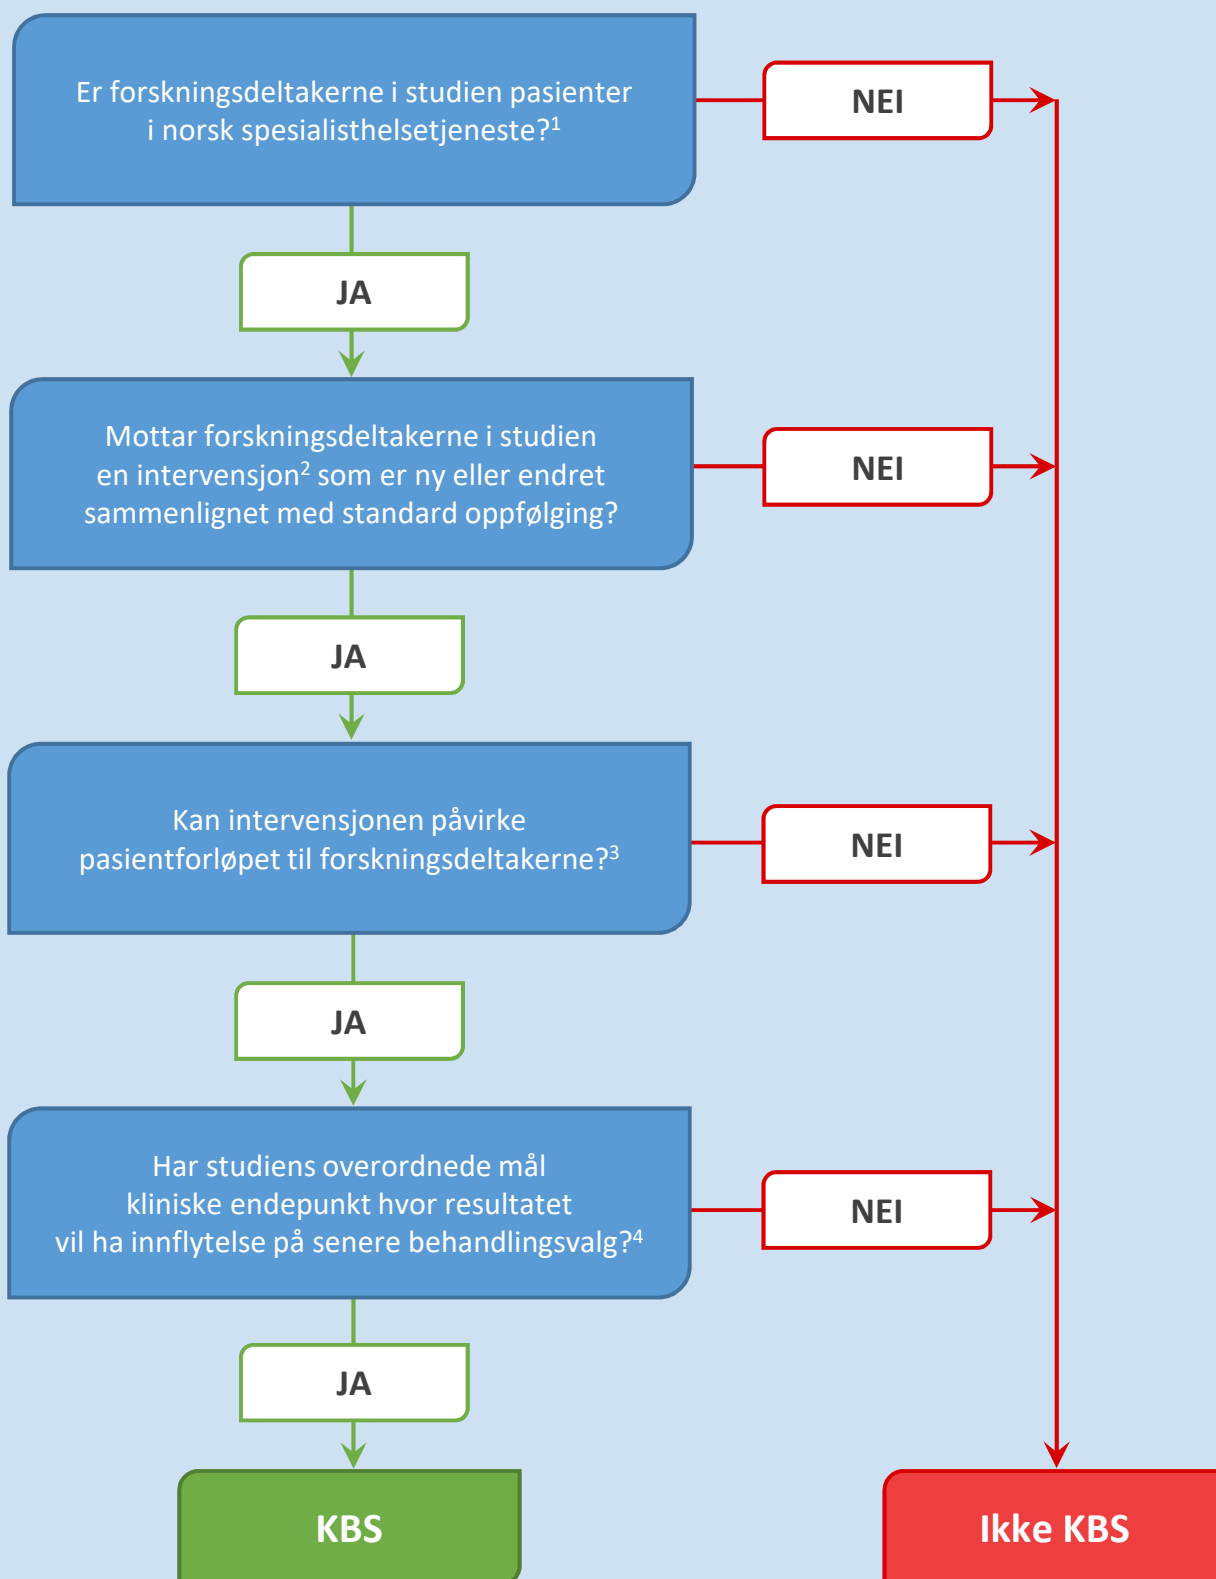 Er forskningsdeltakerne i studien pasienter
i norsk spesialisthelsetjeneste?¹
NEI
JA
Mottar forskningsdeltakerne i studien
en intervensjon² som er ny eller endret
sammenlignet med standard oppfølging?
NEI
JA
Kan intervensjonen påvirke
pasientforløpet til forskningsdeltakerne?³
NEI
JA
Har studiens overordnede mål
kliniske endepunkt hvor resultatet
vil ha innflytelse på senere behandlingsvalg?⁴
NEI
JA
KBS
Ikke KBS